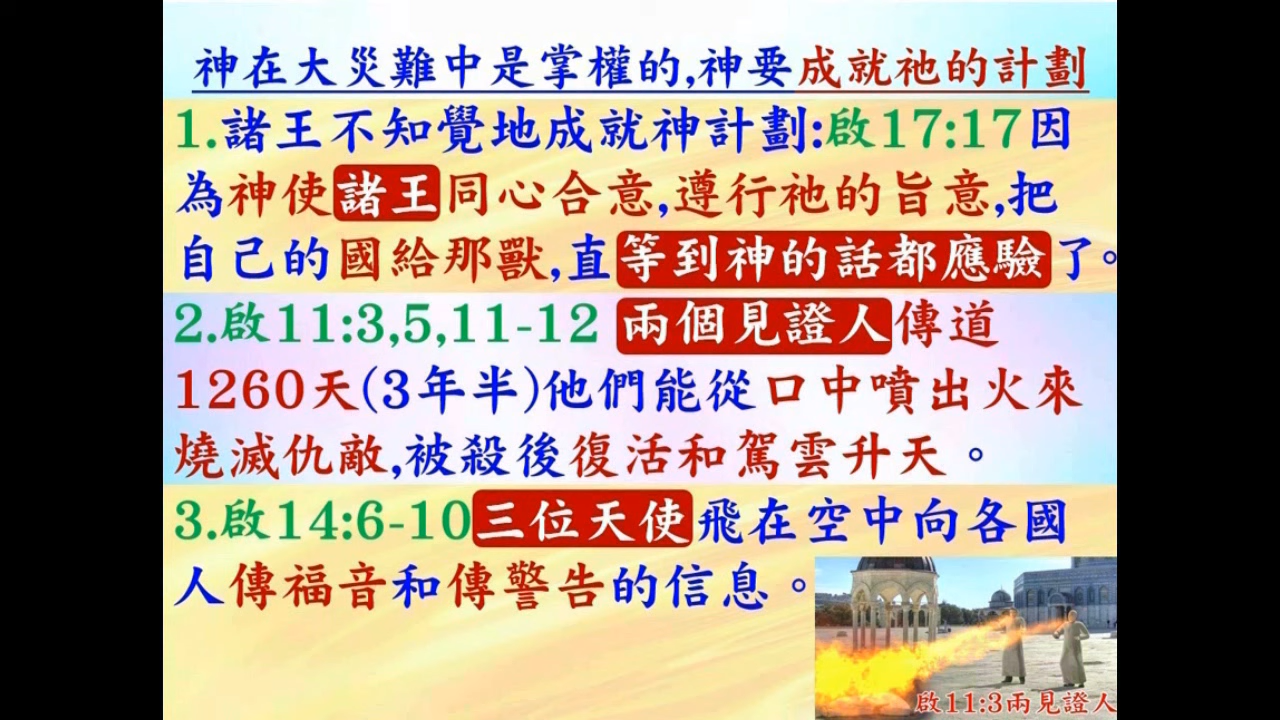 神在大災難中是掌權的,神要成就祂的計劃
1.諸王不知覺地成就神計劃:啟17:17因
為神使諸王同心合意,遵行祂的旨意,把
自己的國給那獸,直等到神的話都應驗了。
2.啟11:3,5,11-12 兩個見證人傳道
1260天(3年半)他們能從口中噴出火來
燒滅仇敵,被殺後復活和駕雲升天。
3.啟14:6-10三位天使飛在空中向各國
人傳福音和傳警告的信息。
啟11:3兩見證人